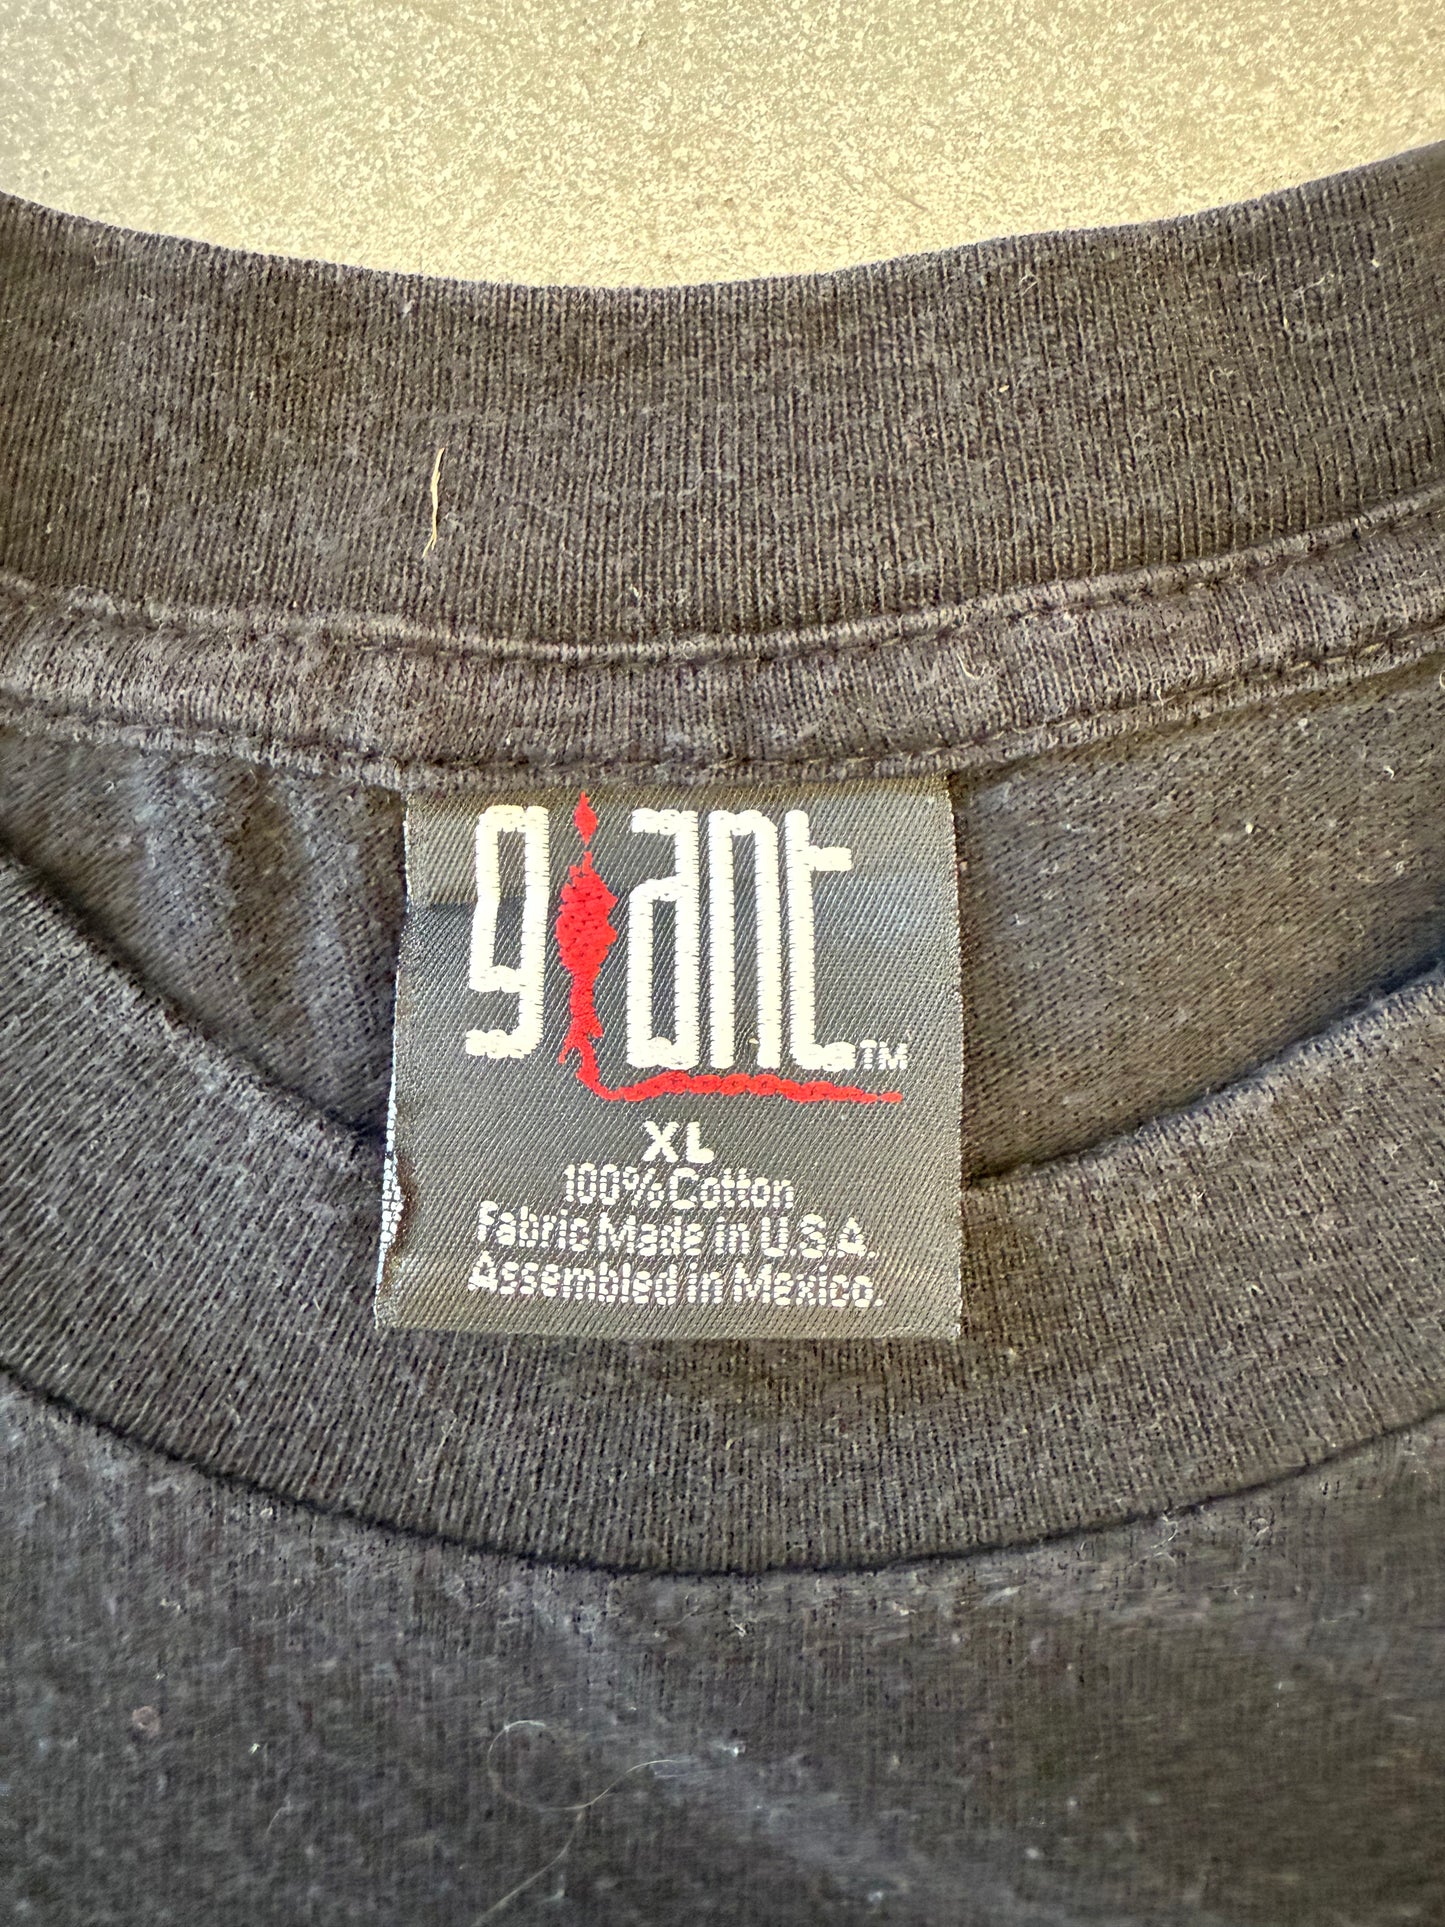 giant™
XL
100% Cotton
Fabric Made in U.S.A.
Assembled in Mexico.